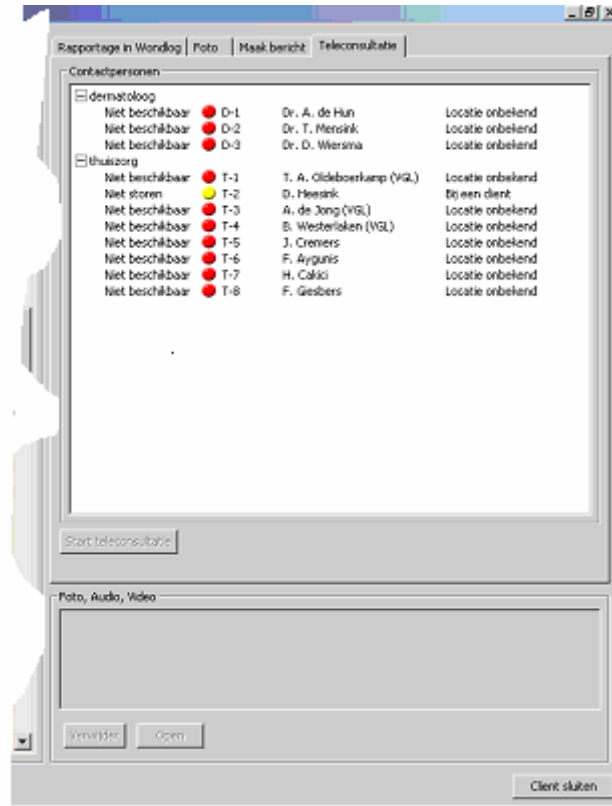 Rapportage in Wondlog Foto Maak bericht Teleconsultatie
Contactpersonen
dermatoloog
Niet beschikbaar D-1 Dr. A. de Hun Locatie onbekend
Niet beschikbaar D-2 Dr. T. Mensink Locatie onbekend
Niet beschikbaar D-3 Dr. D. Wiersma Locatie onbekend
thuiszorg
Niet beschikbaar T-1 T. A. Oldeboerkamp (VGL) Locatie onbekend
Niet storen T-2 D. Heesink Bij een client
Niet beschikbaar T-3 A. de Jong (VGL) Locatie onbekend
Niet beschikbaar T-4 B. Westerlaken (VGL) Locatie onbekend
Niet beschikbaar T-5 J. Cremers Locatie onbekend
Niet beschikbaar T-6 F. Aygunis Locatie onbekend
Niet beschikbaar T-7 H. Cakici Locatie onbekend
Niet beschikbaar T-8 F. Giesbers Locatie onbekend
Start teleconsultatie
Foto, Audio, Video
Verwijder Open
Client sluiten